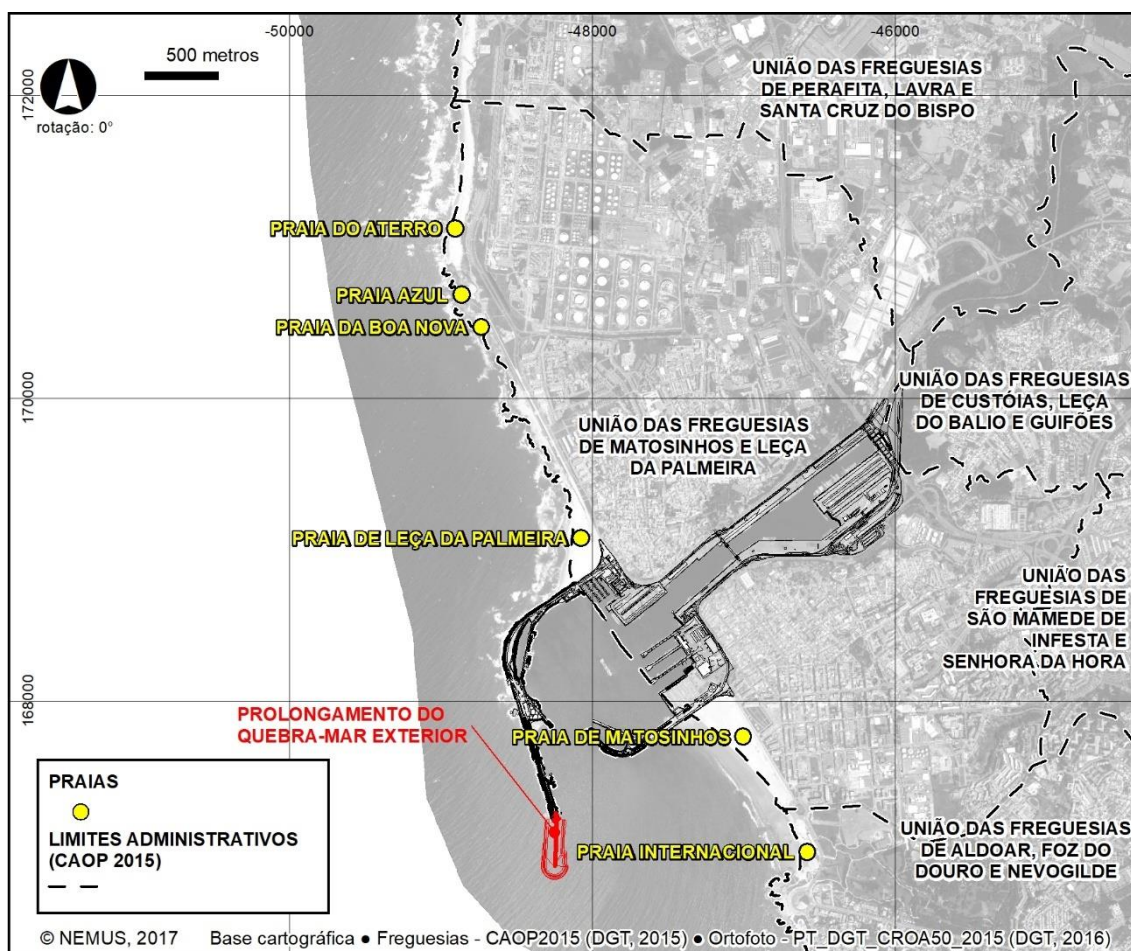 -50000
-48000
-46000
500 metros
rotação: 0°
172000
170000
168000
UNIÃO DAS FREGUESIAS
DE PERAFITA, LAVRA E
SANTA CRUZ DO BISPO
PRAIA DO ATERRO
PRAIA AZUL
PRAIA DA BOA NOVA
UNIÃO DAS FREGUESIAS
DE CUSTÓIAS, LEÇA
DO BALIO E GUIFÕES
UNIÃO DAS FREGUESIAS
DE MATOSINHOS E LEÇA
DA PALMEIRA
PRAIA DE LEÇA DA PALMEIRA
UNIÃO DAS
FREGUESIAS DE
SÃO MAMEDE DE
INFESTA E
SENHORA DA HORA
PROLONGAMENTO DO
QUEBRA-MAR EXTERIOR
PRAIA DE MATOSINHOS
PRAIA INTERNACIONAL
UNIÃO DAS FREGUESIAS
DE ALDOAR, FOZ DO
DOURO E NEVOGILDE
PRAIAS
LIMITES ADMINISTRATIVOS
(CAOP 2015)
© NEMUS, 2017 Base cartográfica ● Freguesias - CAOP2015 (DGT, 2015) ● Ortofoto - PT_DGT_CROA50_2015 (DGT, 2016)